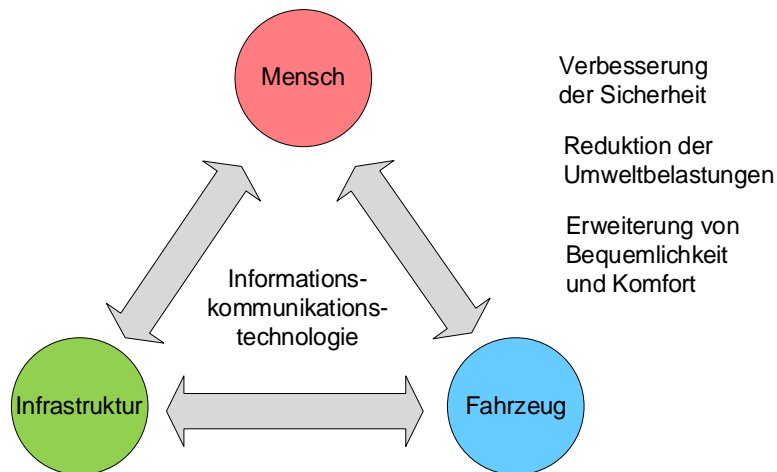 Mensch
Verbesserung
der Sicherheit
Reduktion der
Umweltbelastungen
Erweiterung von
Bequemlichkeit
und Komfort
Informations-
kommunikations-
technologie
Infrastruktur
Fahrzeug